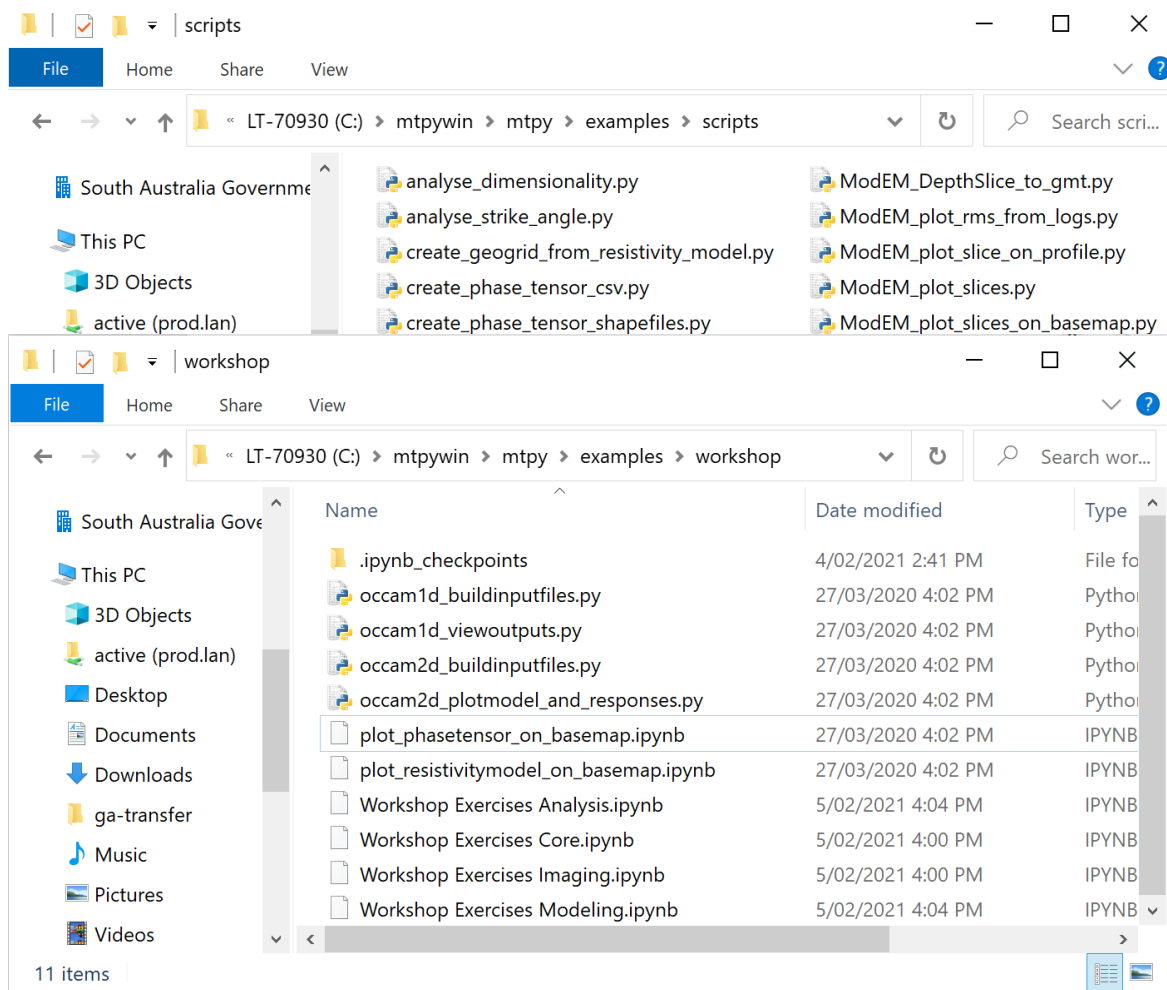 scripts
File Home Share View ?
« LT-70930 (C:) > mtpywin > mtpy > examples > scripts Search scri...
South Australia Governme
This PC
3D Objects
active (prod.lan)
analyse_dimensionality.py
analyse_strike_angle.py
create_geogrid_from_resistivity_model.py
create_phase_tensor_csv.py
create_phase_tensor_shapefiles.py
ModEM_DepthSlice_to_gmt.py
ModEM_plot_rms_from_logs.py
ModEM_plot_slice_on_profile.py
ModEM_plot_slices.py
ModEM_plot_slices_on_basemap.py
workshop
File Home Share View ?
« LT-70930 (C:) > mtpywin > mtpy > examples > workshop Search wor...
South Australia Gove
This PC
3D Objects
active (prod.lan)
Desktop
Documents
Downloads
ga-transfer
Music
Pictures
Videos
Name Date modified Type
.ipynb_checkpoints 4/02/2021 2:41 PM File fo
occam1d_buildinputfiles.py 27/03/2020 4:02 PM Pythor
occam1d_viewoutputs.py 27/03/2020 4:02 PM Pythor
occam2d_buildinputfiles.py 27/03/2020 4:02 PM Pythor
occam2d_plotmodel_and_responses.py 27/03/2020 4:02 PM Pythor
plot_phasetensor_on_basemap.ipynb 27/03/2020 4:02 PM IPYNB
plot_resistivitymodel_on_basemap.ipynb 27/03/2020 4:02 PM IPYNB
Workshop Exercises Analysis.ipynb 5/02/2021 4:04 PM IPYNB
Workshop Exercises Core.ipynb 5/02/2021 4:00 PM IPYNB
Workshop Exercises Imaging.ipynb 5/02/2021 4:00 PM IPYNB
Workshop Exercises Modeling.ipynb 5/02/2021 4:04 PM IPYNB
11 items